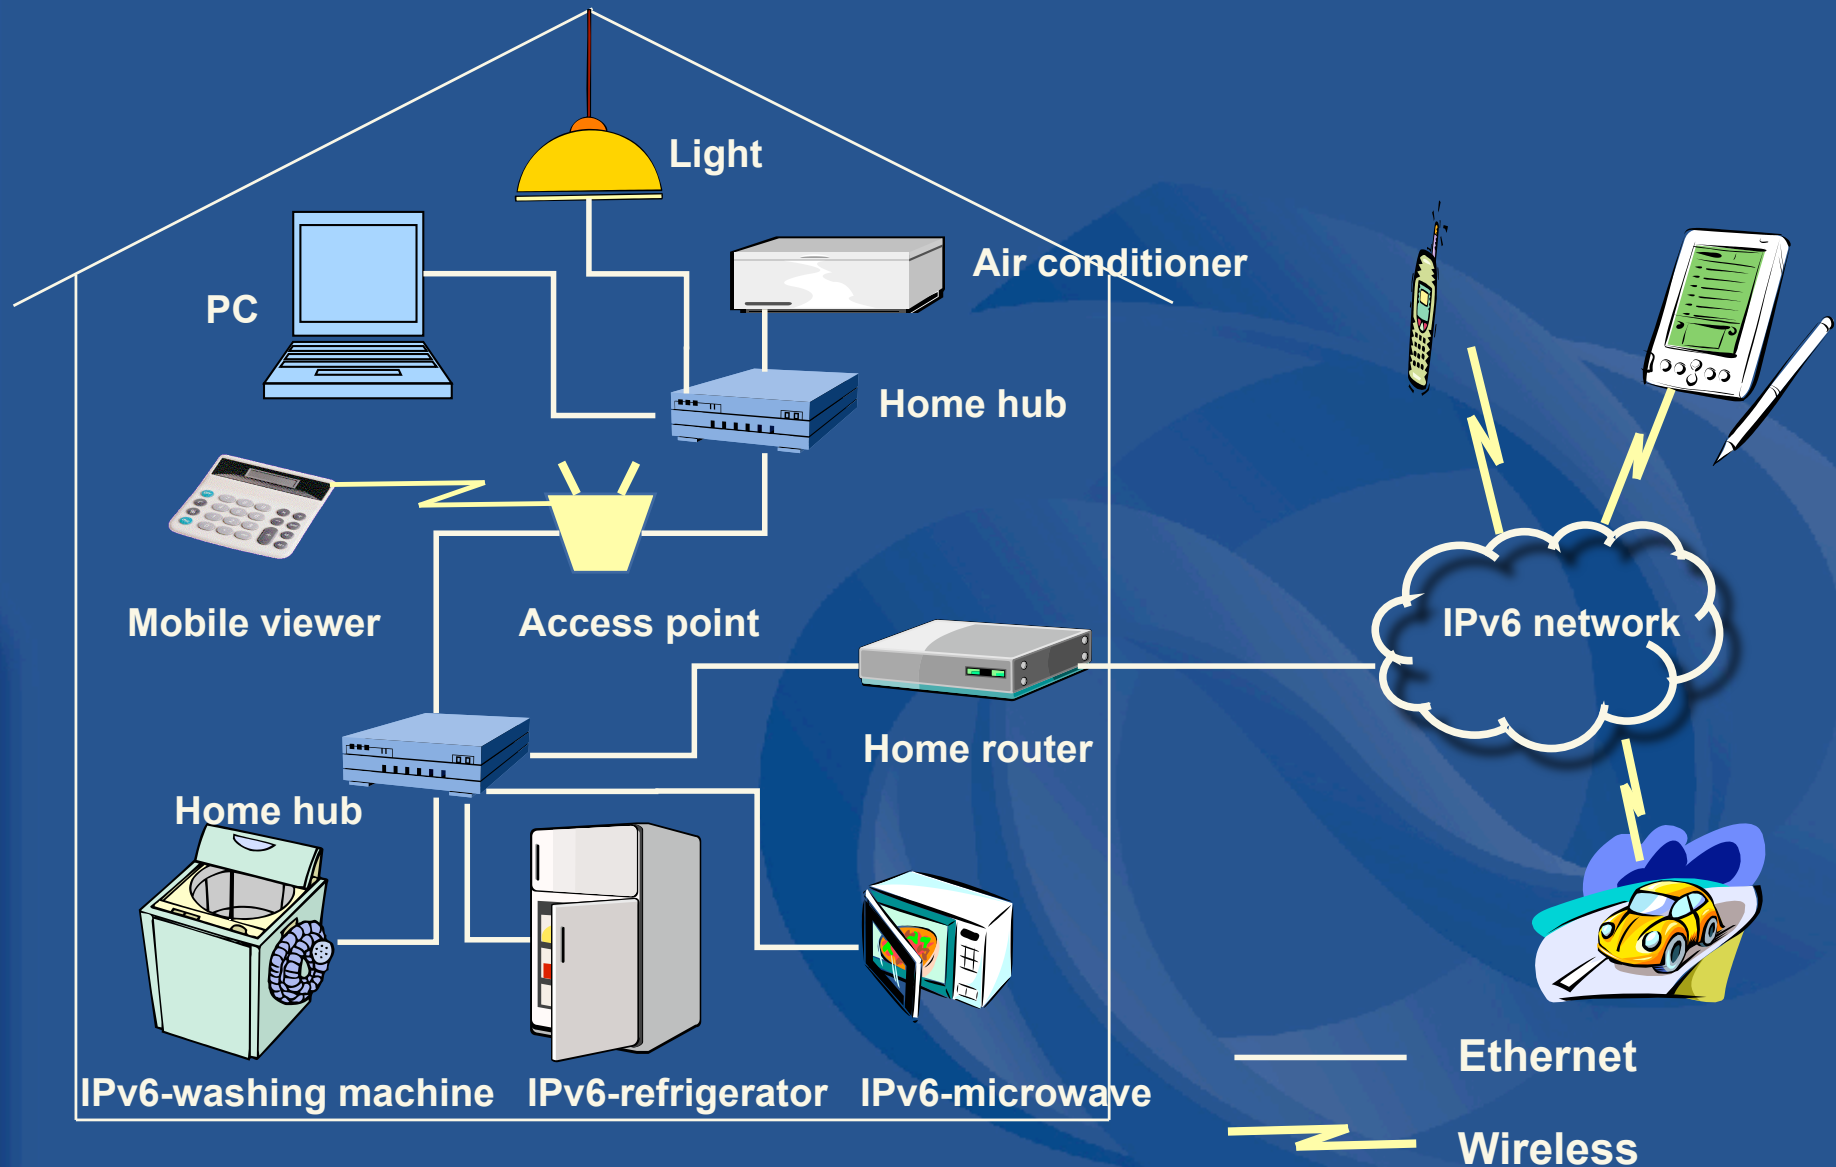 Light
Air conditioner
PC
Home hub
Mobile viewer
Access point
IPv6 network
Home router
Home hub
IPv6-washing machine
IPv6-refrigerator
IPv6-microwave
Ethernet
Wireless